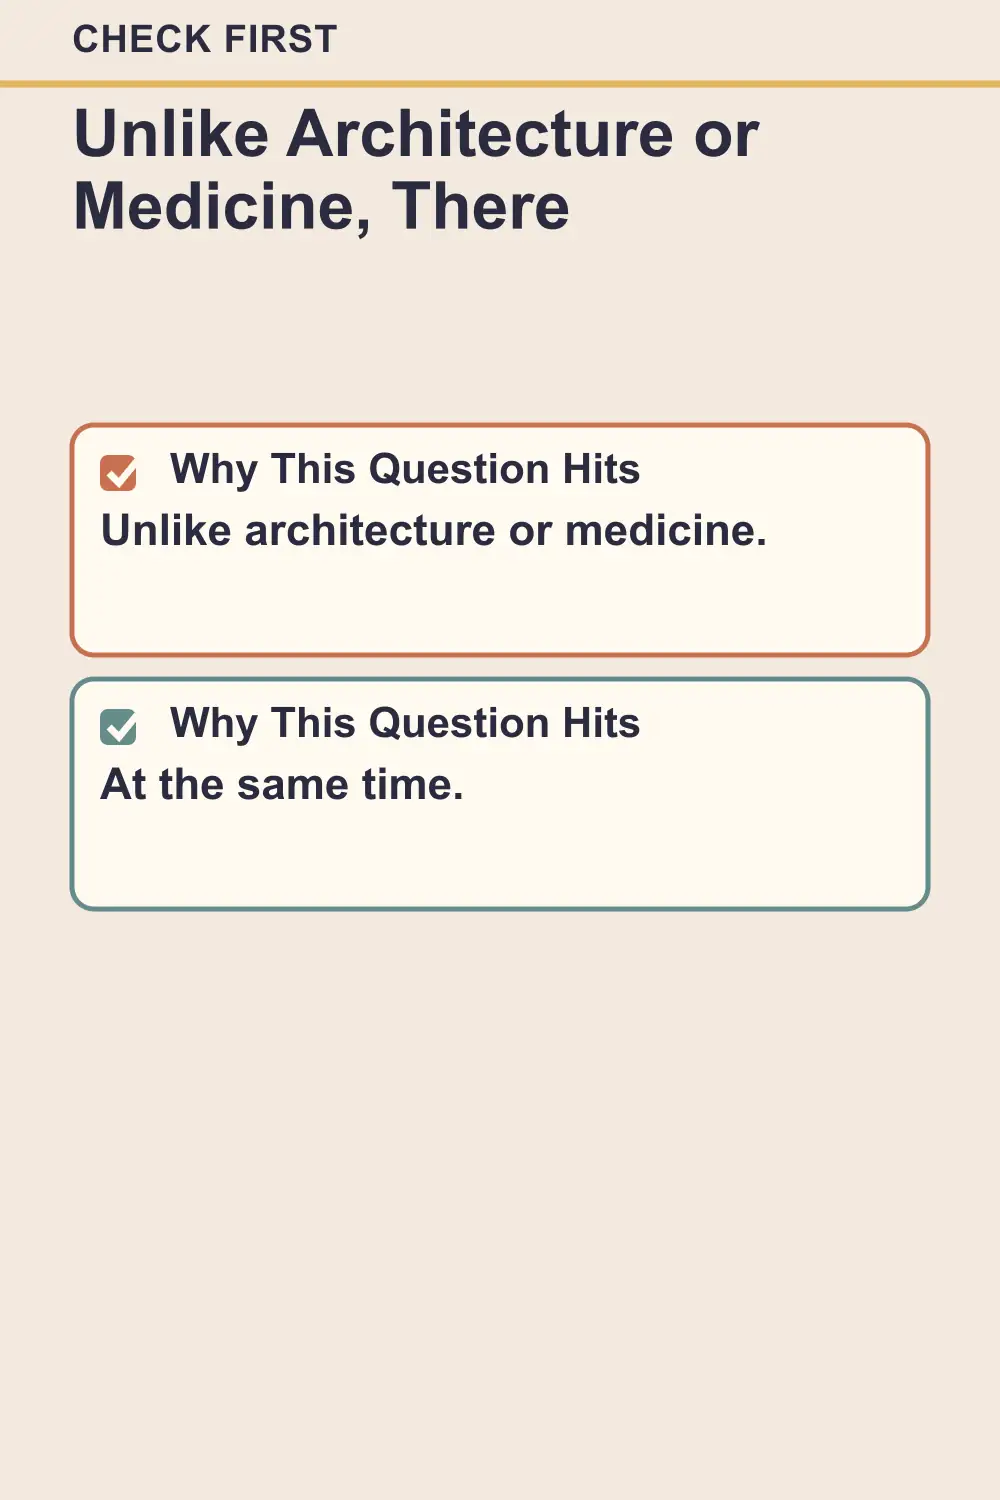 CHECK FIRST
Unlike Architecture or
Medicine, There
Why This Question Hits
Unlike architecture or medicine.
Why This Question Hits
At the same time.